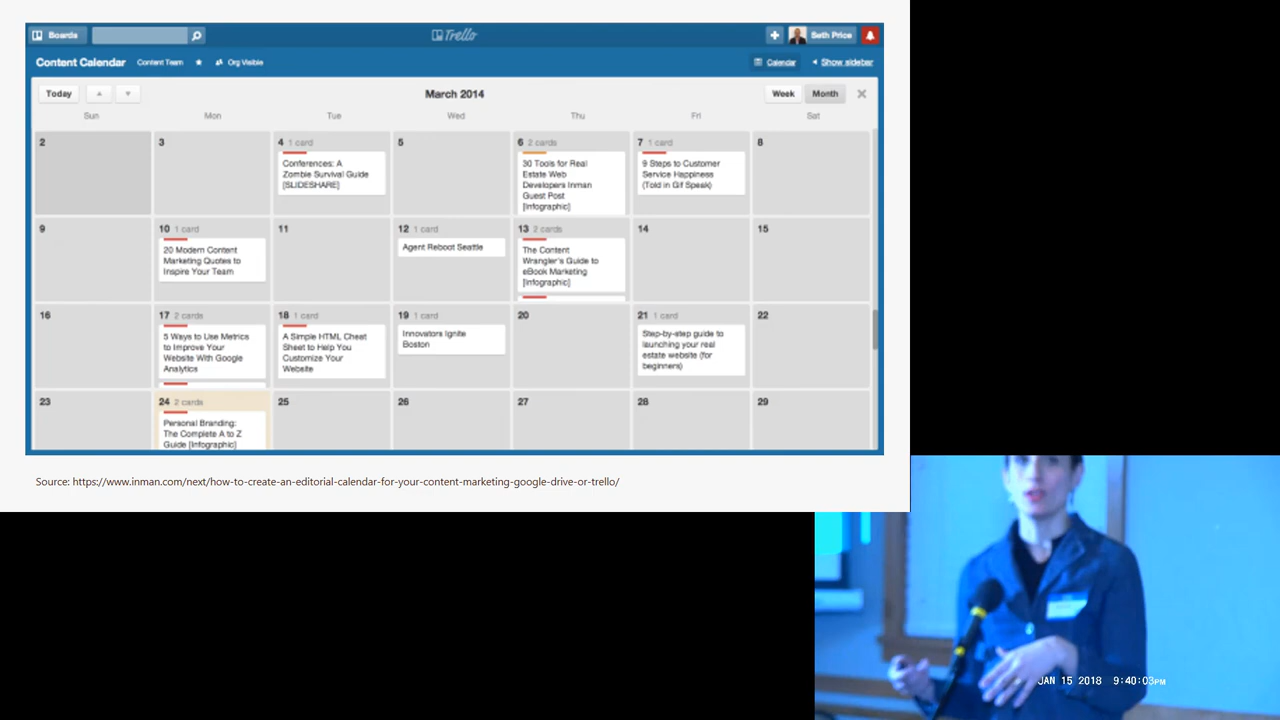 Boards
Trello
Seth Price
Content Calendar
Content Team
Org Visible
Calendar
Show sidebar
Today
March 2014
Week
Month
Sun
Mon
Tue
Wed
Thu
Fri
Sat
2
3
4 1 card
Conferences: A
Zombie Survival Guide
[SLIDESHARE]
5
6 2 cards
30 Tools for Real
Estate Web
Developers Inman
Guest Post
[Infographic]
7 1 card
9 Steps to Customer
Service Happiness
(Told in Gif Speak)
8
9
10 1 card
20 Modern Content
Marketing Quotes to
Inspire Your Team
11
12 1 card
Agent Reboot Seattle
13 2 cards
The Content
Wrangler's Guide to
eBook Marketing
[Infographic]
14
15
16
17 2 cards
5 Ways to Use Metrics
to Improve Your
Website With Google
Analytics
18 1 card
A Simple HTML Cheat
Sheet to Help You
Customize Your
Website
19 1 card
Innovators Ignite
Boston
20
21 1 card
Step-by-step guide to
launching your real
estate website (for
beginners)
22
23
24 2 cards
Personal Branding:
The Complete A to Z
Guide [Infographic]
25
26
27
28
29
Source: https://www.inman.com/next/how-to-create-an-editorial-calendar-for-your-content-marketing-google-drive-or-trello/
JAN 15 2018 9:40:03PM